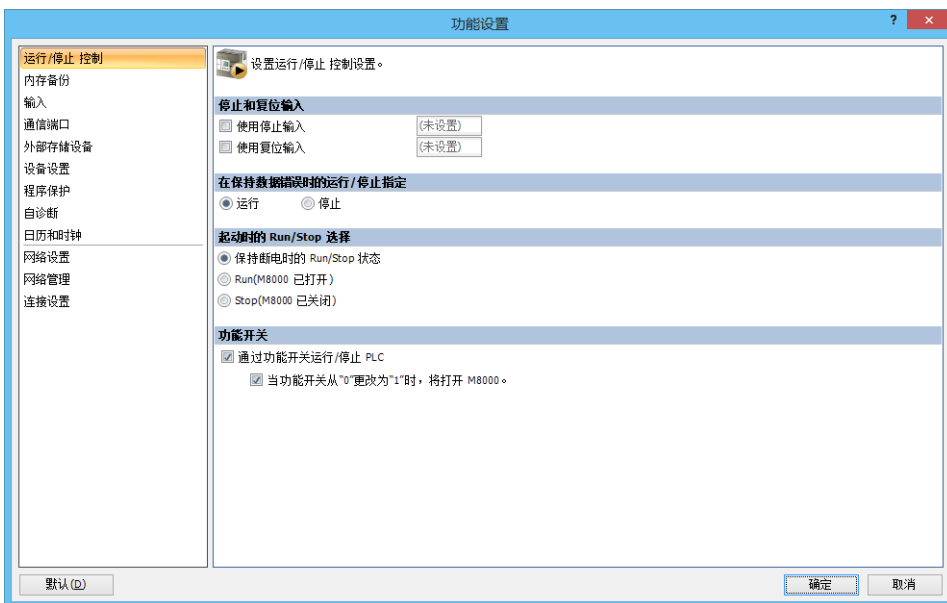 功能设置
?
×
运行/停止 控制
内存备份
输入
通信端口
外部存储设备
设备设置
程序保护
自诊断
日历和时钟
网络设置
网络管理
连接设置
设置运行/停止 控制设置。
停止和复位输入
使用停止输入 (未设置)
使用复位输入 (未设置)
在保持数据错误时的运行/停止指定
运行 停止
起动时的 Run/Stop 选择
保持断电时的 Run/Stop 状态
Run(M8000 已打开)
Stop(M8000 已关闭)
功能开关
通过功能开关运行/停止 PLC
当功能开关从"0"更改为"1"时，将打开 M8000。
默认(D)
确定
取消